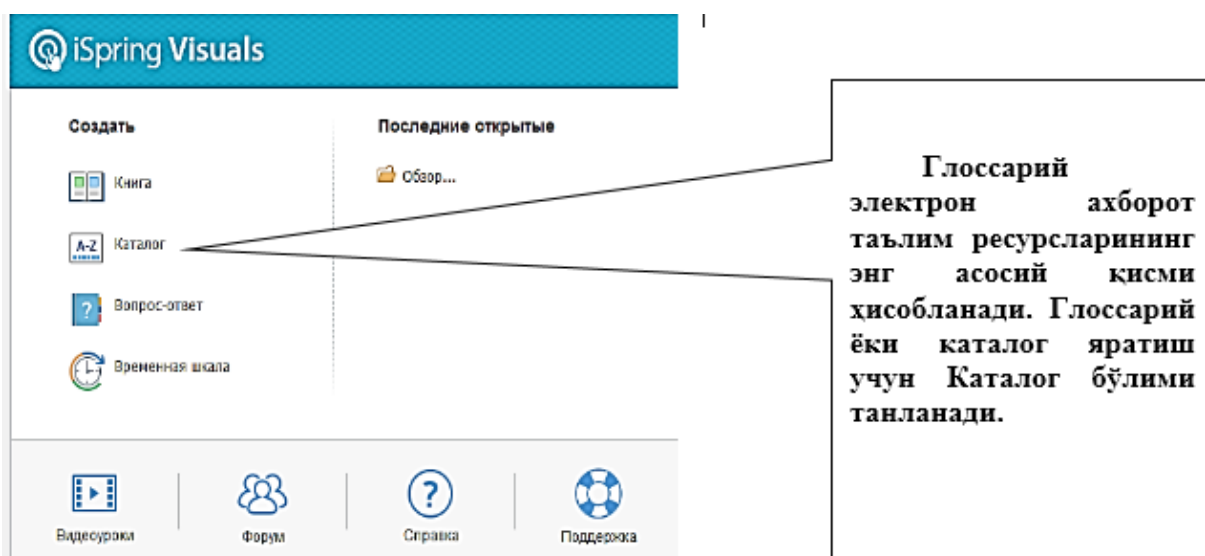 iSpring Visuals
Создать
Книга
Каталог
A-Z
Вопрос-ответ
Временная шкала
Последние открытые
Обзор...
Видеоуроки
Форум
Справка
Поддержка
Глоссарий
электрон ахборот
таълим ресурсларининг
энг асосий қисми
ҳисобланади. Глоссарий
ёки каталог яратиш
учун Каталог бўлими
танланади.